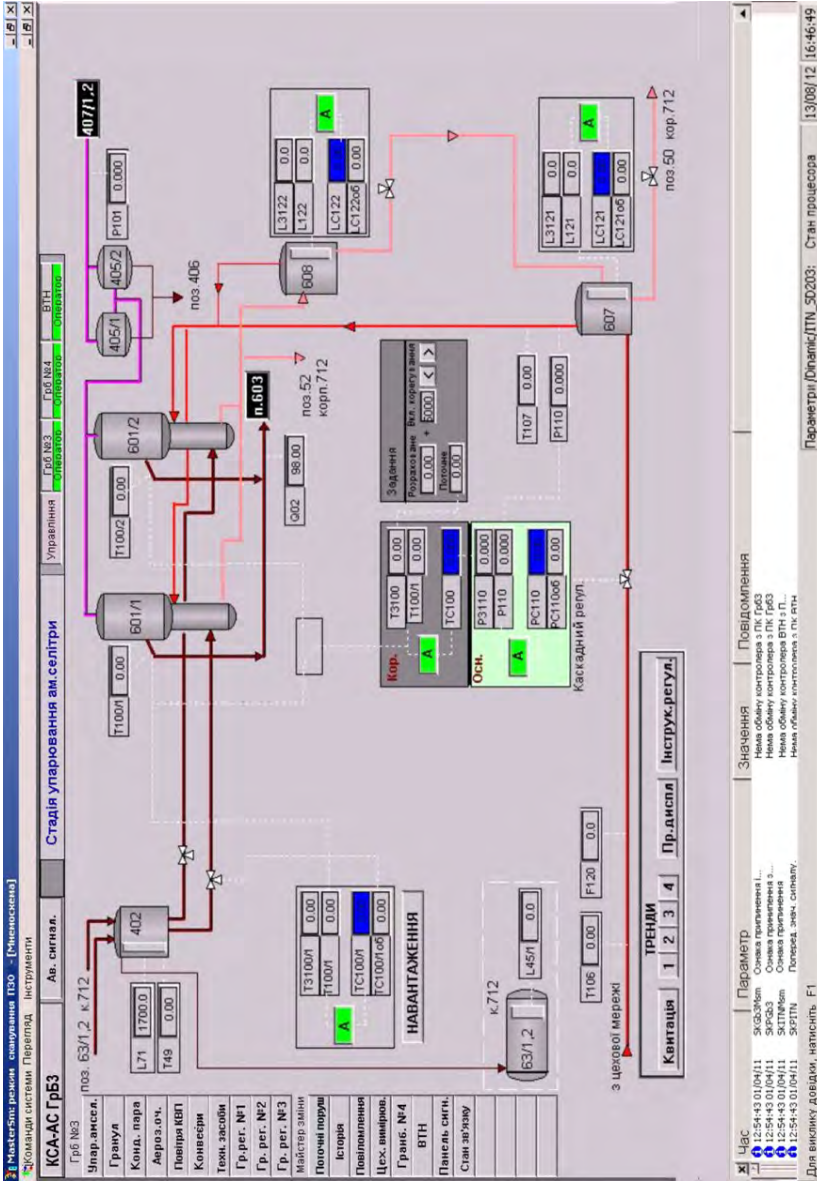 MasterSm: режим сканування ПЗО - [Мнемосхема]
Команди системи Перегляд Інструменти
КСА-АС ГрБ3 Ав. сигнал. Стадія упарювання ам.селітри Управління Грб №3 Оператор Грб №4 Оператор ВТН Оператор
Грб №3
Упар.амсел.
Гранул
Конд. пара
Аероз.оч.
Повітря КВП
Конвеєри
Техн. засоби
Гр.рег. №1
Гр. рег. №2
Гр. рег. №3
Майстер зміни
Поточні поруш
Історія
Повідомлення
Цех. вимірюв.
Гранб. №4
ВТН
Панель сигн.
Стан зв'язку
поз. 63/1,2 к.712
402
L71 1700.0
T49 0.00
T3100/1 0.00
T100/1 0.00
TC100/1
TC100/1об 0.00
А
НАВАНТАЖЕННЯ
к.712
63/1,2
L45/1 0.0
T100/1 0.00
601/1
T100/2 0.00
601/2
405/1
405/2
P101 0.000
407/1,2
поз.406
п.603
Q02 98.00
поз.52
корп.712
608
L3122 0.0
L122 0.0
LC122
LC122об 0.00
А
607
L3121 0.0
L121 0.0
LC121
LC121об 0.00
А
поз.50 кор.712
Кор.
T3100 0.00
T100/1 0.00
TC100
А
Осн.
P3110 0.000
P110 0.000
PC110
PC110об 0.00
А
Каскадний регул.
Задання
Розраховане Вкл. корегування
0.00 + 5000 < >
Поточне
0.00
T107 0.00
P110 0.000
T106 0.00
F120 0.0
з цехової мережі
ТРЕНДИ
Квитація 1 2 3 4 Пр.диспл Інструк.регул.
Час Параметр Значення Повідомлення
12:54:43 01/04/11 SKGb3Msm Ознака припинення і... Нема обміну контролера з ПК Грб3
12:54:43 01/04/11 SKPGb3 Ознака припинення з... Нема обміну контролера з ПК Грб3
12:54:43 01/04/11 SKITNMsm Ознака припинення Нема обміну контролера ВТН з П...
12:54:43 01/04/11 SKPITN Поперед. знач. сигналу. Нема обміну контролера з ПК ВТН
Для виклику довідки, натисніть F1 Параметри/Dinamic/ITN_SD203: Стан процесора 13/08/12 16:46:49